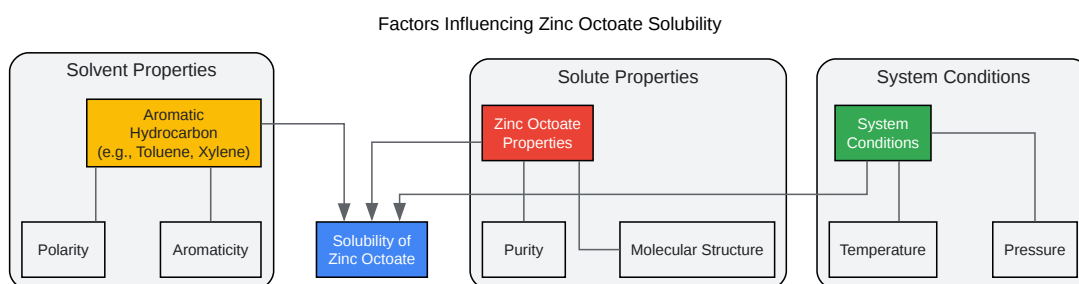 Factors Influencing Zinc Octoate Solubility
Solvent Properties
Aromatic
Hydrocarbon
(e.g., Toluene, Xylene)
Polarity
Aromaticity
Solubility of
Zinc Octoate
Solute Properties
Zinc Octoate
Properties
Purity
Molecular Structure
System Conditions
System
Conditions
Temperature
Pressure